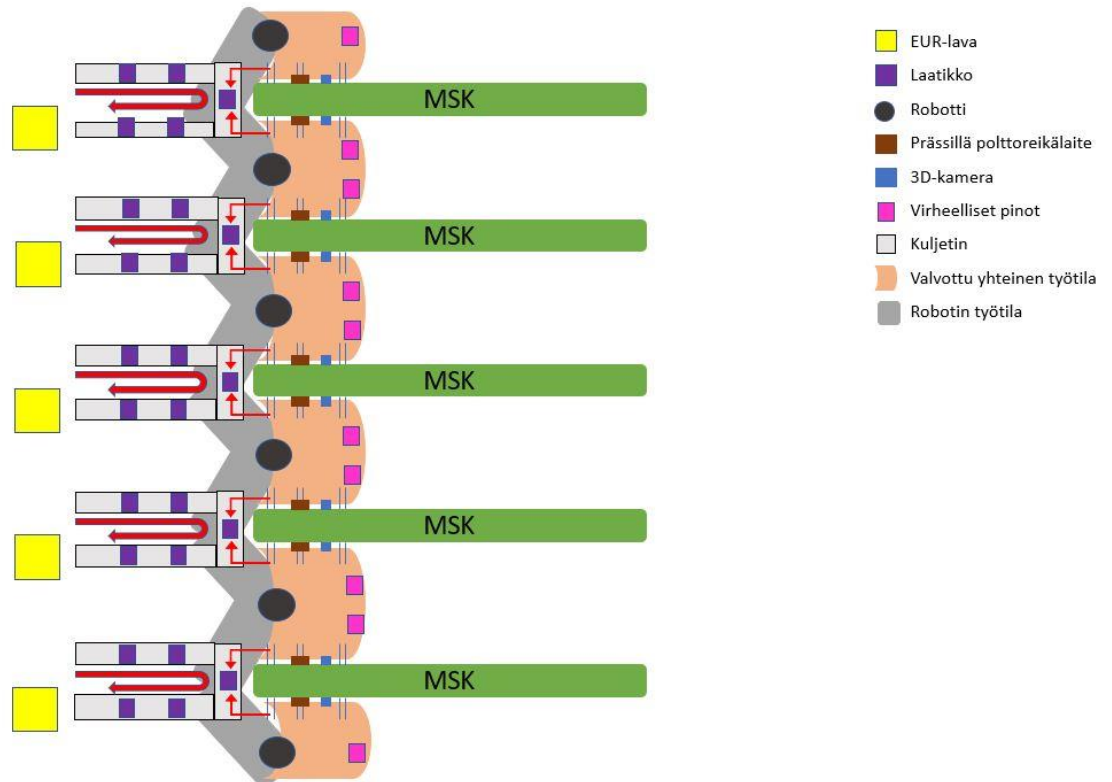 EUR-lava
Laatikko
Robotti
Prässillä polttoreikälaite
3D-kamera
Virheelliset pinot
Kuljetin
Valvottu yhteinen työtila
Robotin työtila
MSK
MSK
MSK
MSK
MSK